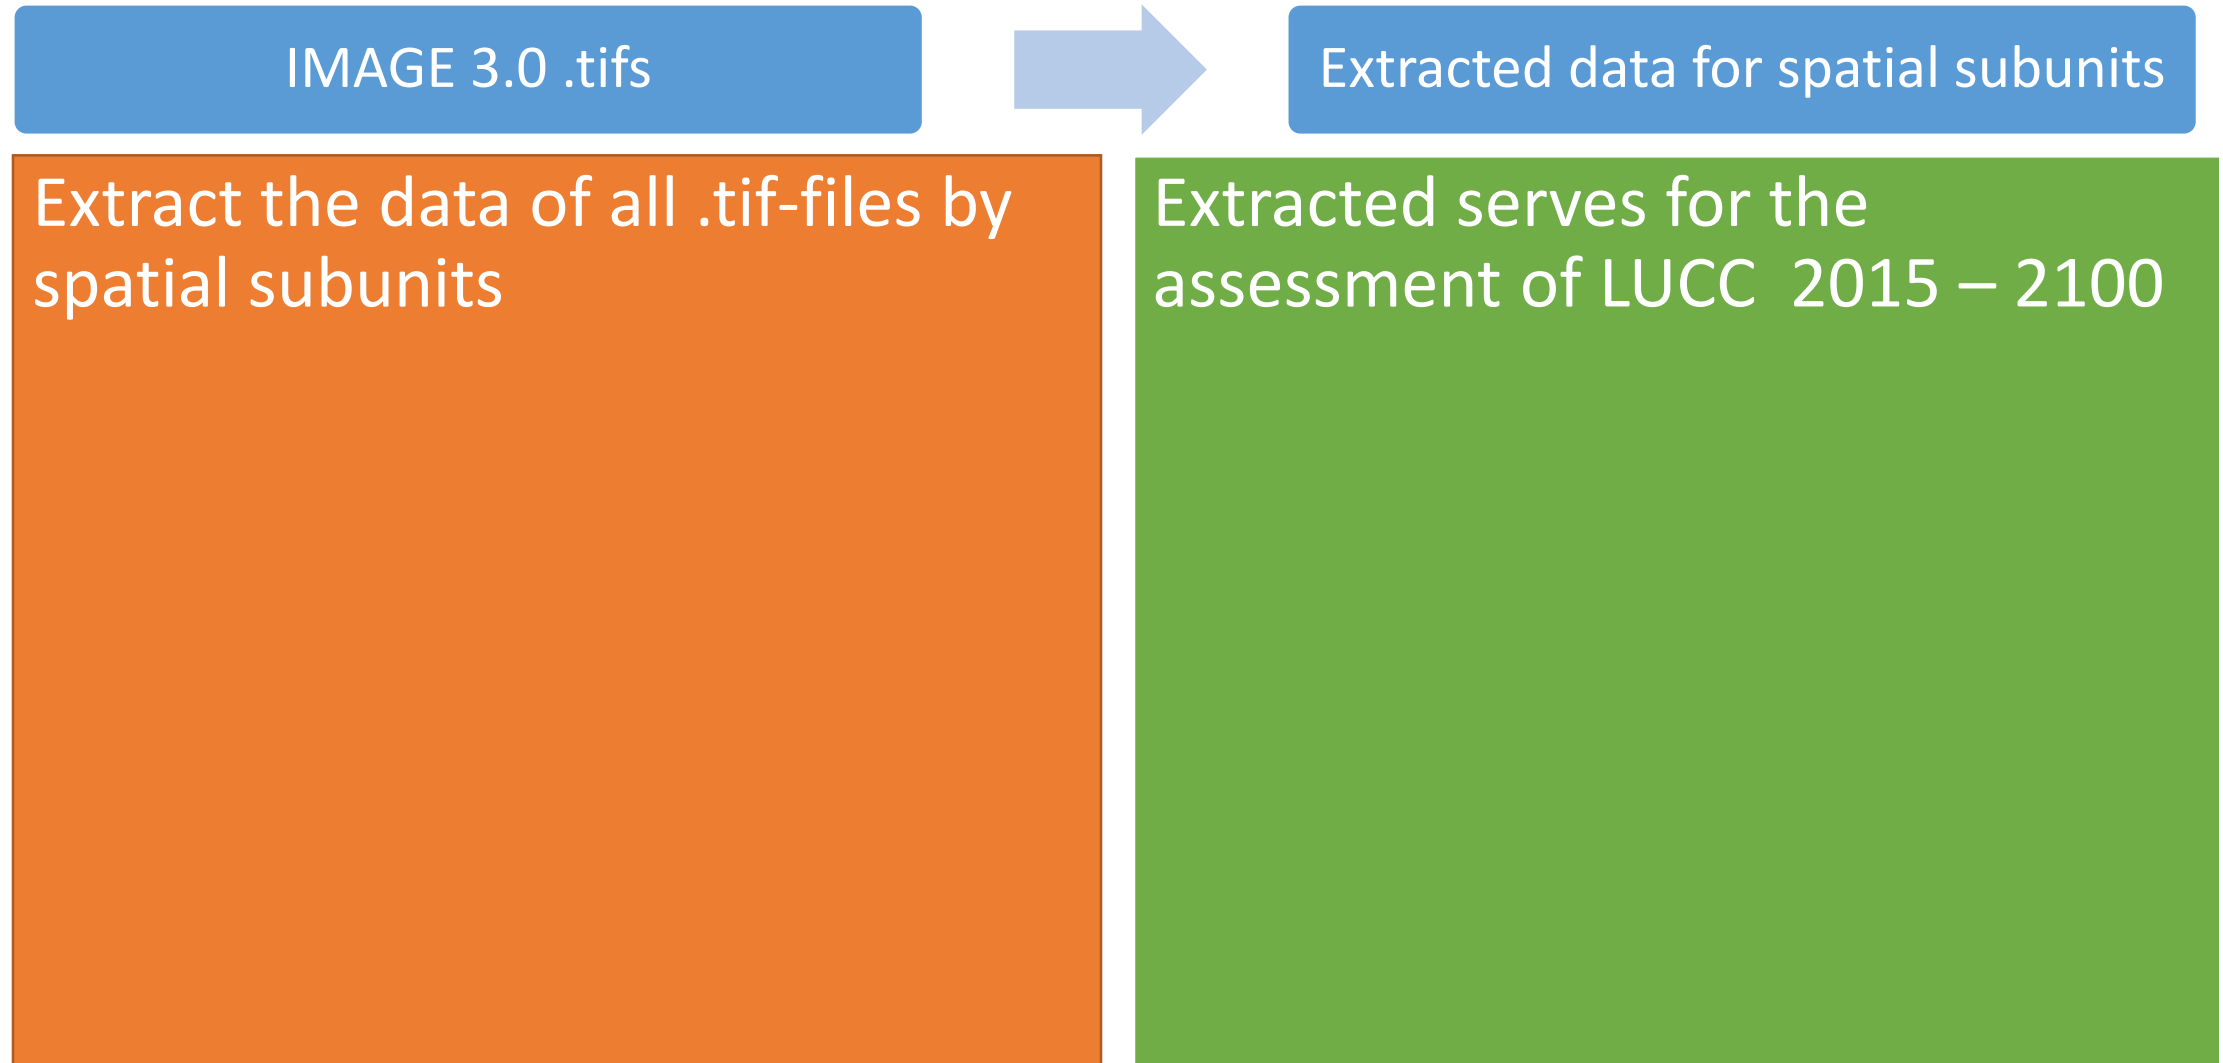 IMAGE 3.0 .tifs
Extracted data for spatial subunits
Extract the data of all .tif-files by
spatial subunits
Extracted serves for the
assessment of LUCC  2015 – 2100